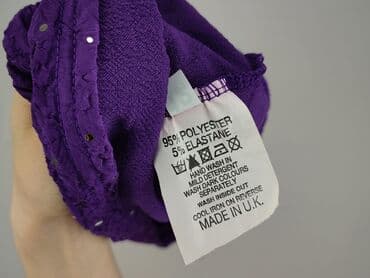 95% POLYESTER
5% ELASTANE
HAND WASH IN
MILD DETERGENT
WASH DARK COLOURS
SEPARATELY
WASH INSIDE OUT
COOL IRON ON REVERSE
MADE IN U.K.